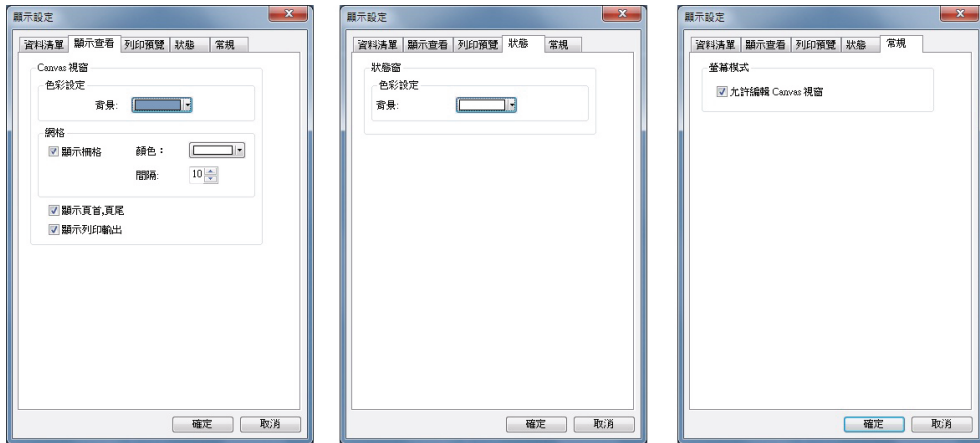 顯示設定
資料清單 顯示查看 列印預覽 狀態 常規
Canvas 視窗
色彩設定
背景:
網格
顯示柵格 顏色：
間隔: 10
顯示頁首,頁尾
顯示列印輸出
確定 取消
顯示設定
資料清單 顯示查看 列印預覽 狀態 常規
狀態窗
色彩設定
背景:
確定 取消
顯示設定
資料清單 顯示查看 列印預覽 狀態 常規
螢幕模式
允許編輯 Canvas 視窗
確定 取消